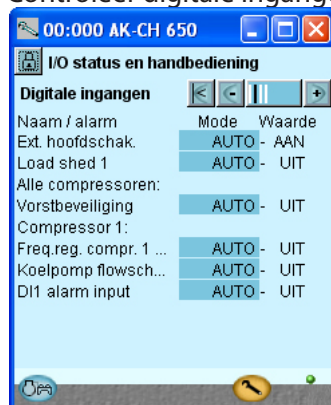 Controleer digitale ingang
00:000 AK-CH 650
I/O status en handbediening
Digitale ingangen
Naam / alarm Mode Waarde
Ext. hoofdschak. AUTO - AAN
Load shed 1 AUTO - UIT
Alle compressoren:
Vorstbeveiliging AUTO - UIT
Compressor 1:
Freq.reg. compr. 1 ... AUTO - UIT
Koelpomp flowsch... AUTO - UIT
DI1 alarm input AUTO - UIT